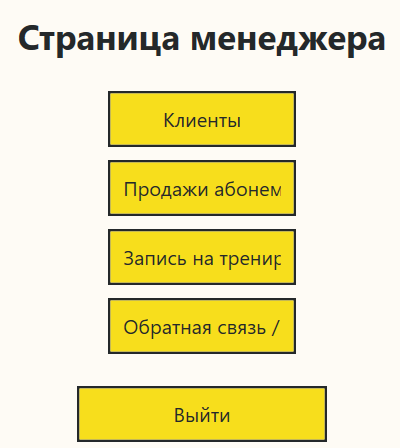 Страница менеджера
Клиенты
Продажи абонем
Запись на тренир
Обратная связь /
Выйти